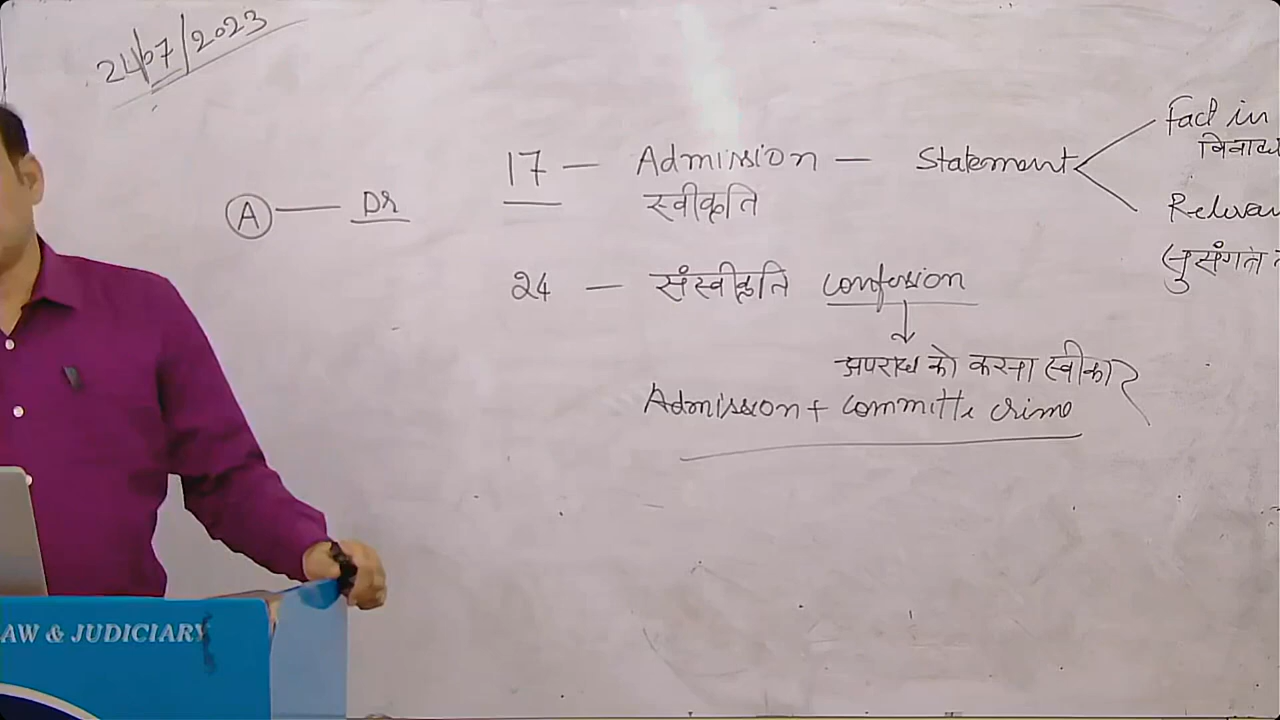 24/07/2023
17 — Admission — Statement
स्वीकृति
Fact in
Relevan
A — Dr
24 — संस्वीकृति confession
अपराध को करना स्वीकार
Admission + committe crime
AW & JUDICIARY